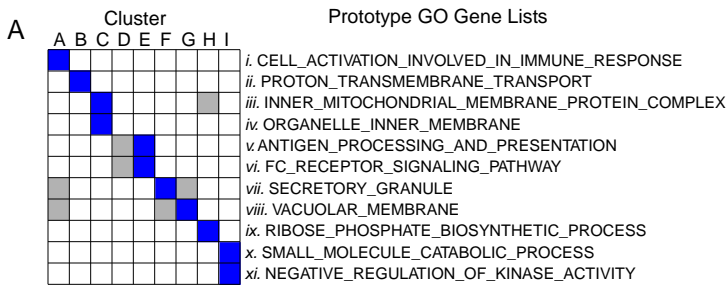 A
Cluster
Prototype GO Gene Lists
A B C D E F G H I
i. CELL_ACTIVATION_INVOLVED_IN_IMMUNE_RESPONSE
ii. PROTON_TRANSMEMBRANE_TRANSPORT
iii. INNER_MITOCHONDRIAL_MEMBRANE_PROTEIN_COMPLEX
iv. ORGANELLE_INNER_MEMBRANE
v. ANTIGEN_PROCESSING_AND_PRESENTATION
vi. FC_RECEPTOR_SIGNALING_PATHWAY
vii. SECRETORY_GRANULE
viii. VACUOLAR_MEMBRANE
ix. RIBOSE_PHOSPHATE_BIOSYNTHETIC_PROCESS
x. SMALL_MOLECULE_CATABOLIC_PROCESS
xi. NEGATIVE_REGULATION_OF_KINASE_ACTIVITY